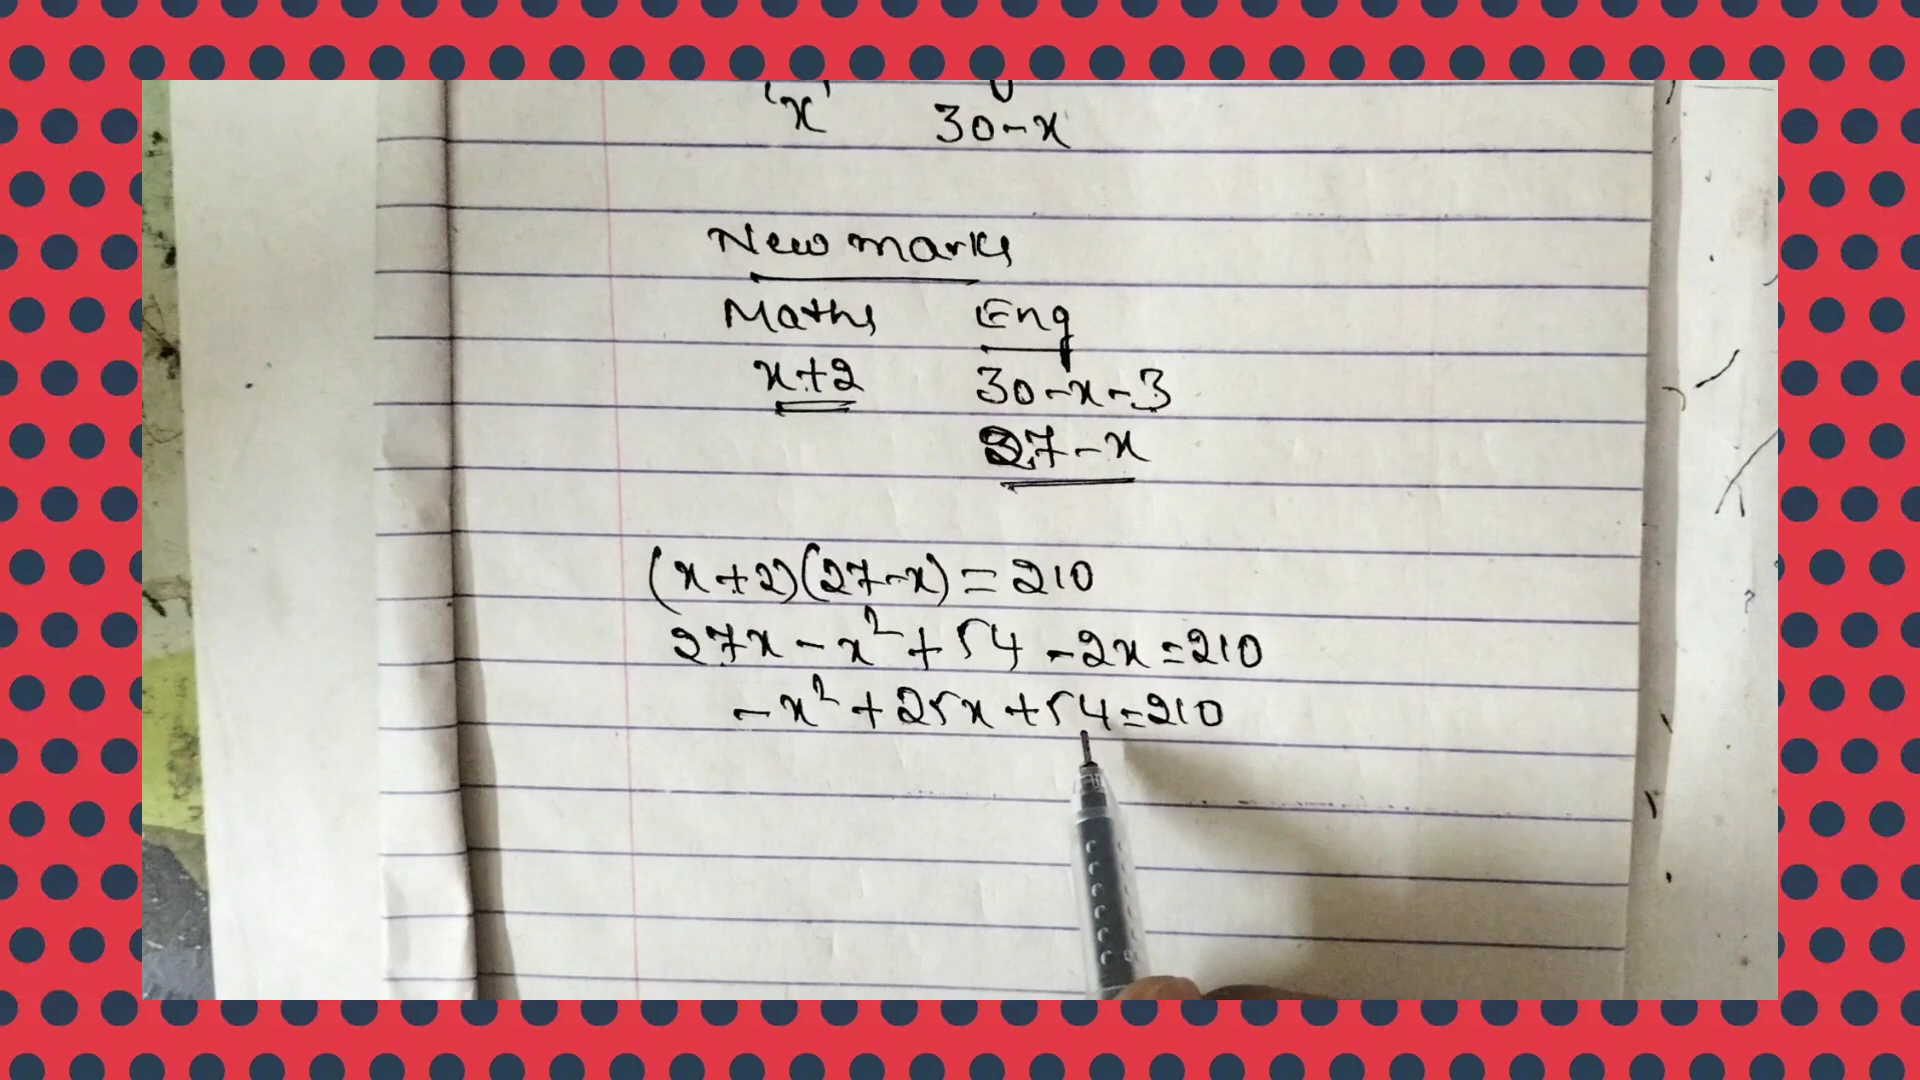 x 30-x
New marks
Maths Eng
x+2 30-x-3
27-x
(x+2)(27-x)=210
27x-x²+54-2x=210
-x²+25x+54=210